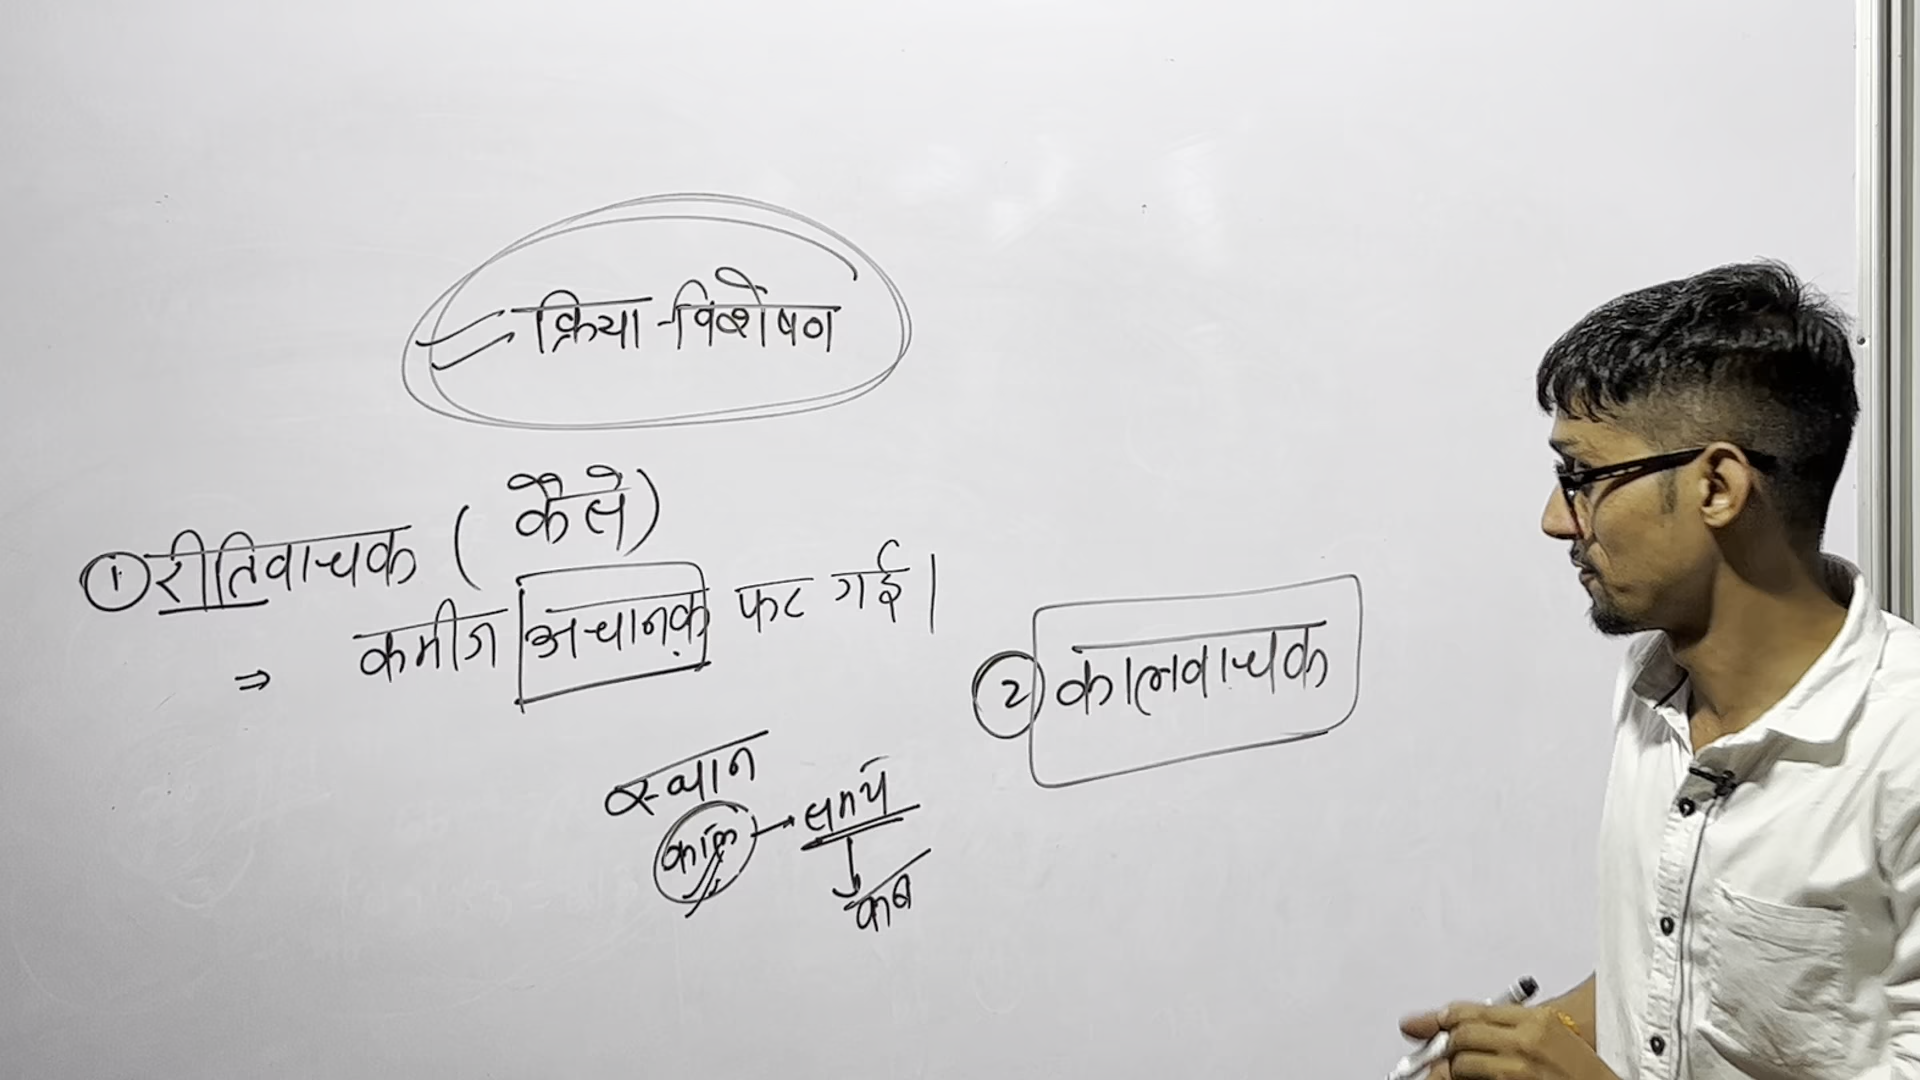 क्रिया-विशेषण
① रीतिवाचक ( कैसे )
⇒ कमीज अचानक फट गई।
② कालवाचक
स्थान
काल → समय
↓
कब